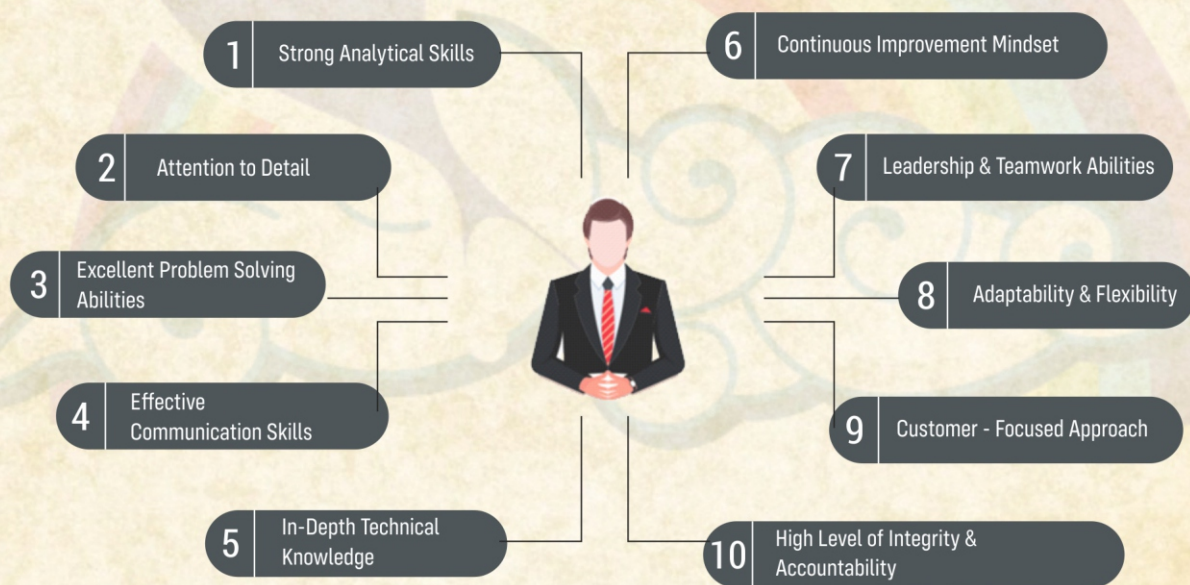 1 Strong Analytical Skills
2 Attention to Detail
3 Excellent Problem Solving
Abilities
4 Effective
Communication Skills
5 In-Depth Technical
Knowledge
6 Continuous Improvement Mindset
7 Leadership & Teamwork Abilities
8 Adaptability & Flexibility
9 Customer - Focused Approach
10 High Level of Integrity &
Accountability